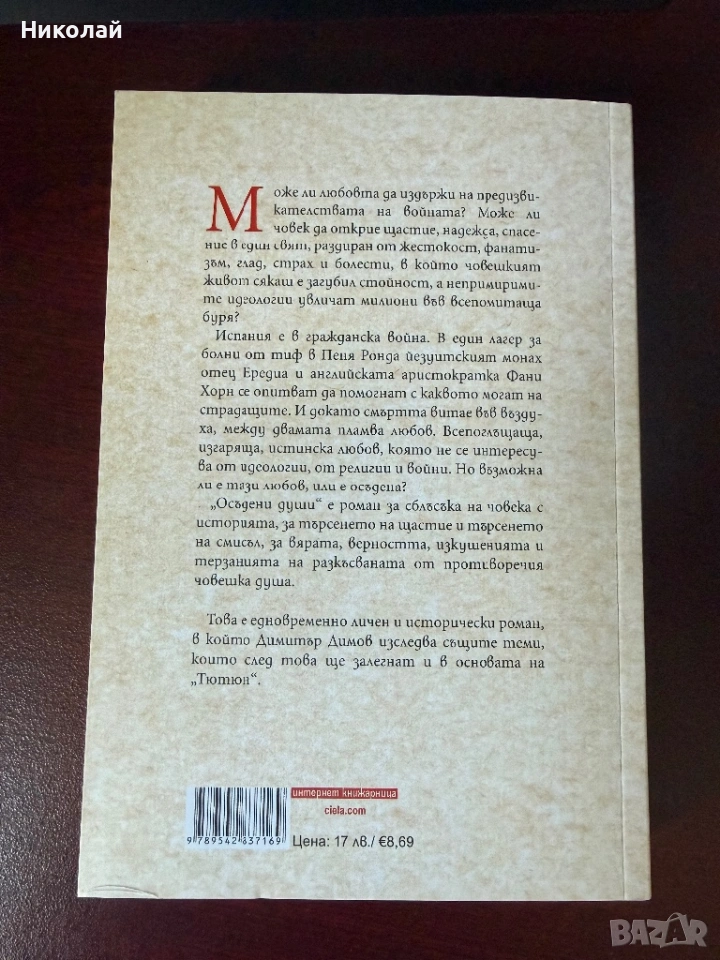 Николай
Може ли любовта да издържи на предизви-
кателствата на войната? Може ли
човек да открие щастие, надежда, спасе-
ние в един свят, раздиран от жестокост, фанати-
зъм, глад, страх и болести, в който човешкият
живот сякаш е загубил стойност, а непримирими-
те идеологии увличат милиони във всепомитаща
буря?
Испания е в гражданска война. В един лагер за
болни от тиф в Пеня Ронда йезуитският монах
отец Ередиа и английската аристократка Фани
Хорн се опитват да помогнат с каквото могат на
страдащите. И докато смъртта витае във възду-
ха, между двамата пламва любов. Всепоглъщаща,
изгаряща, истинска любов, която не се интересу-
ва от идеологии, от религии и войни. Но възможна
ли е тази любов, или е осъдена?
„Осъдени души“ е роман за сблъсъка на човека с
историята, за търсенето на щастие и търсенето
на смисъл, за вярата, верността, изкушенията и
терзанията на разкъсваната от противоречия
човешка душа.
Това е едновременно личен и исторически роман,
в който Димитър Димов изследва същите теми,
които след това ще залегнат и в основата на
„Тютюн“.
интернет книжарница
ciela.com
9 789542 837169
Цена: 17 лв./ €8,69
BAZAR